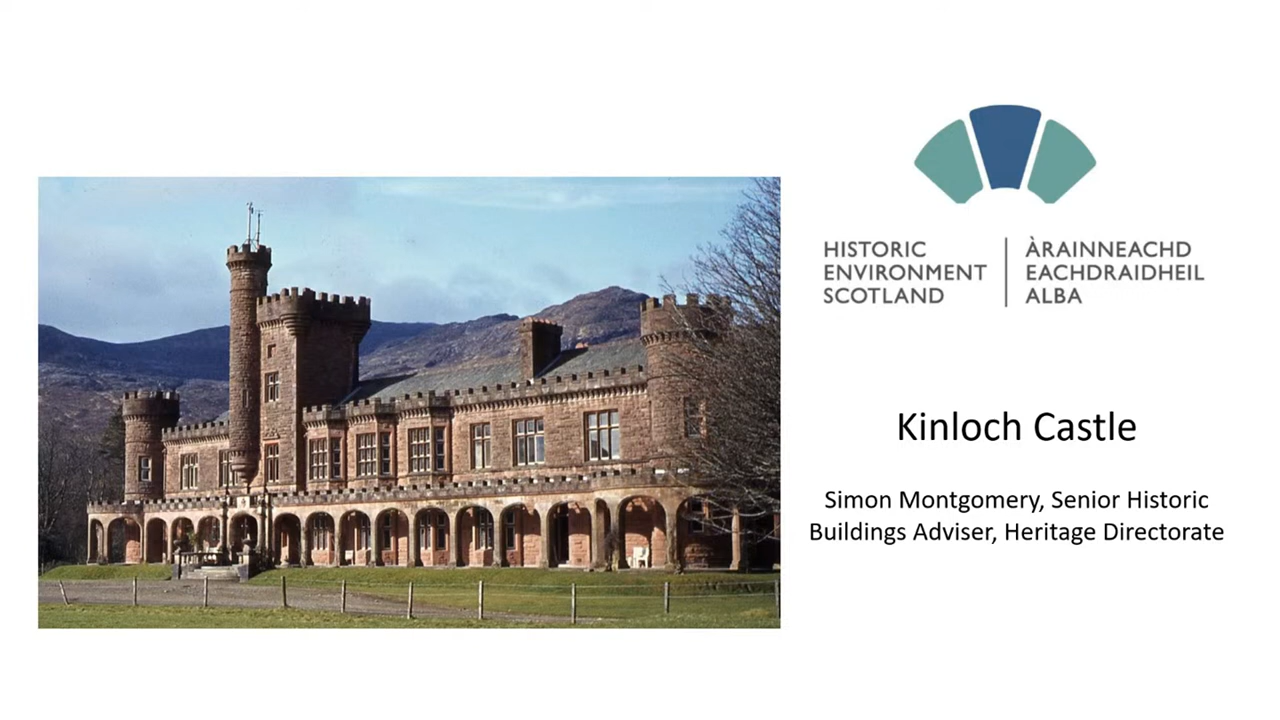 HISTORIC
ENVIRONMENT
SCOTLAND
ÀRAINNEACHD
EACHDRAIDHEIL
ALBA
Kinloch Castle
Simon Montgomery, Senior Historic
Buildings Adviser, Heritage Directorate